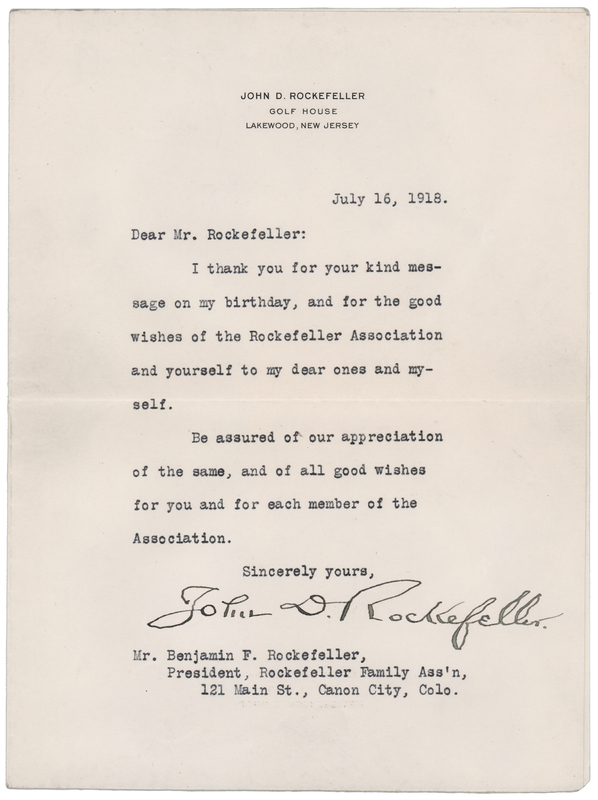 JOHN D. ROCKEFELLER
GOLF HOUSE
LAKEWOOD, NEW JERSEY
July 16, 1918.
Dear Mr. Rockefeller:
I thank you for your kind mes-
sage on my birthday, and for the good
wishes of the Rockefeller Association
and yourself to my dear ones and my-
self.
Be assured of our appreciation
of the same, and of all good wishes
for you and for each member of the
Association.
Sincerely yours,
John D. Rockefeller.
Mr. Benjamin F. Rockefeller,
President, Rockefeller Family Ass'n,
121 Main St., Canon City, Colo.